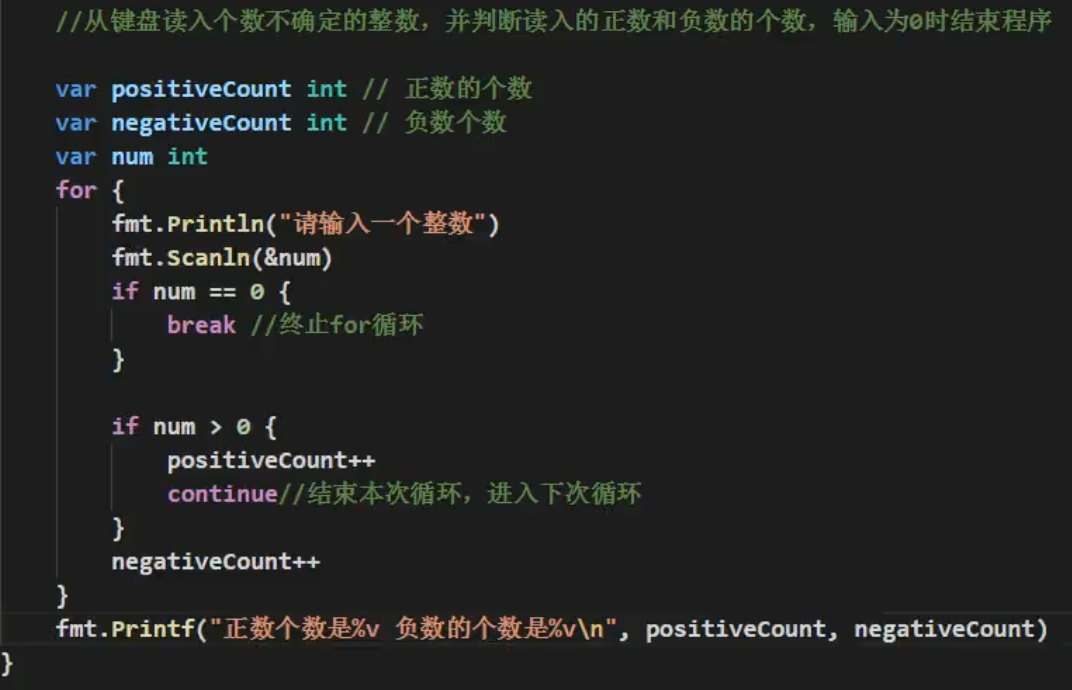 //从键盘读入个数不确定的整数，并判断读入的正数和负数的个数，输入为0时结束程序
var positiveCount int // 正数的个数
var negativeCount int // 负数个数
var num int
for {
fmt.Println("请输入一个整数")
fmt.Scanln(&num)
if num == 0 {
break //终止for循环
}
if num > 0 {
positiveCount++
continue//结束本次循环，进入下次循环
}
negativeCount++
}
fmt.Printf("正数个数是%v 负数的个数是%v\n", positiveCount, negativeCount)
}